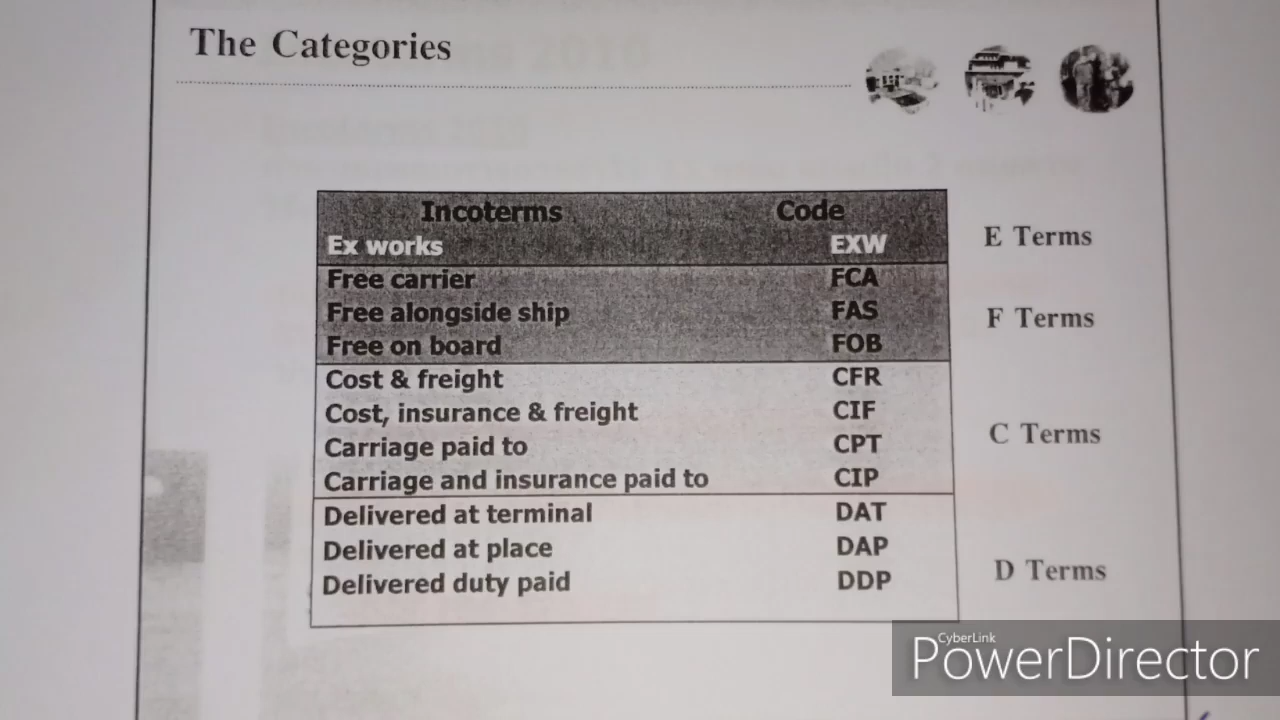 The Categories
Incoterms Code
Ex works EXW E Terms
Free carrier FCA
Free alongside ship FAS F Terms
Free on board FOB
Cost & freight CFR
Cost, insurance & freight CIF
Carriage paid to CPT C Terms
Carriage and insurance paid to CIP
Delivered at terminal DAT
Delivered at place DAP
Delivered duty paid DDP D Terms
CyberLink
PowerDirector